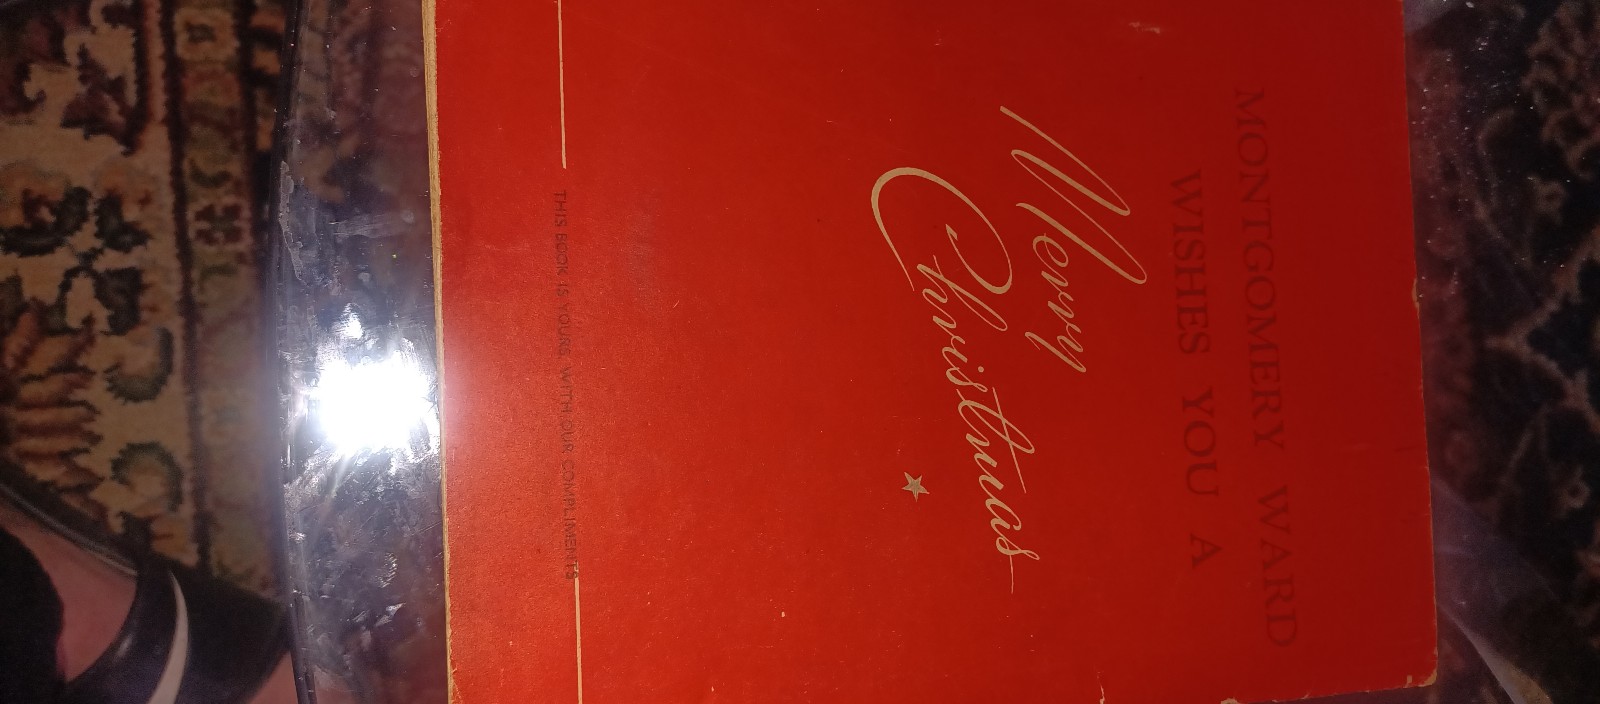 MONTGOMERY WARD
WISHES YOU A
Merry
Christmas
THIS BOOK IS YOURS WITH OUR COMPLIMENTS